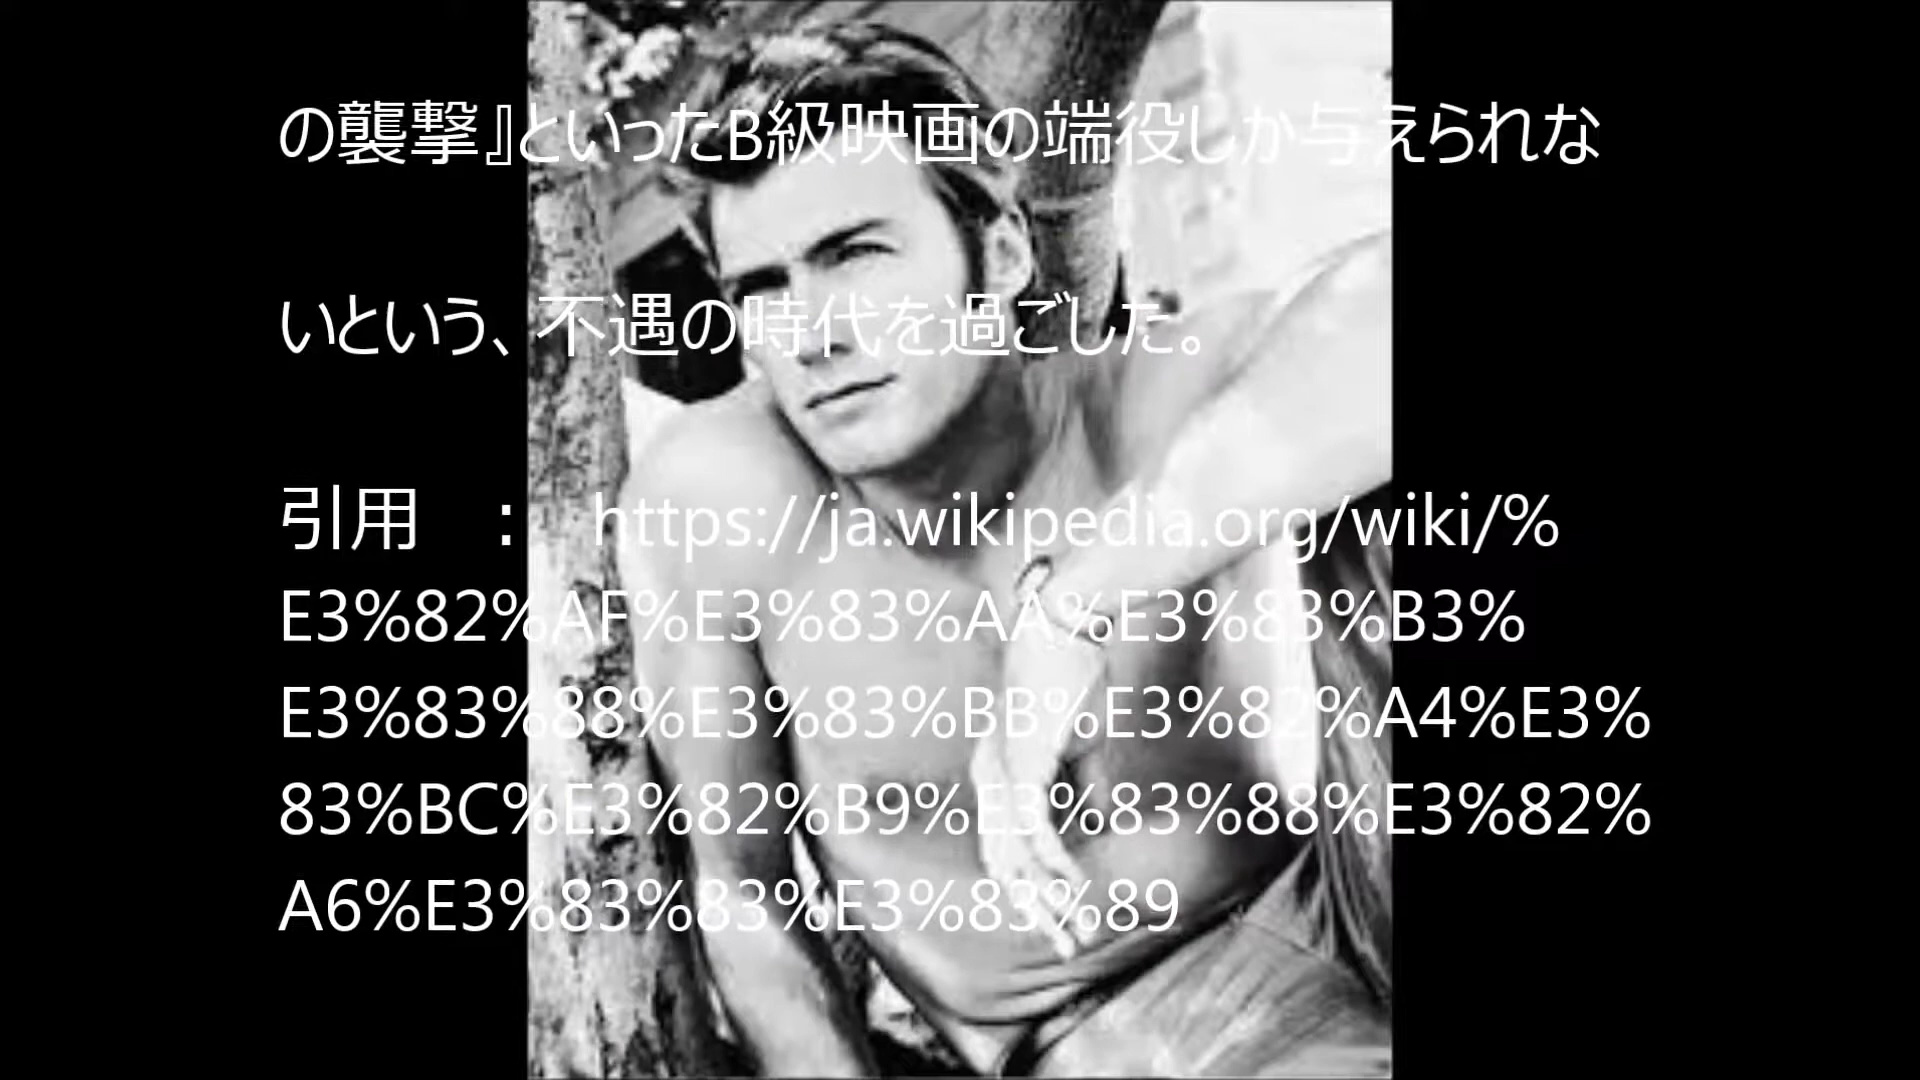 の襲撃』といったB級映画の端役しか与えられな
いという、不遇の時代を過ごした。
引用　：　https://ja.wikipedia.org/wiki/%
E3%82%AF%E3%83%AA%E3%83%B3%
E3%83%88%E3%83%BB%E3%82%A4%E3%
83%BC%E3%82%B9%E3%83%88%E3%82%
A6%E3%83%83%E3%83%89